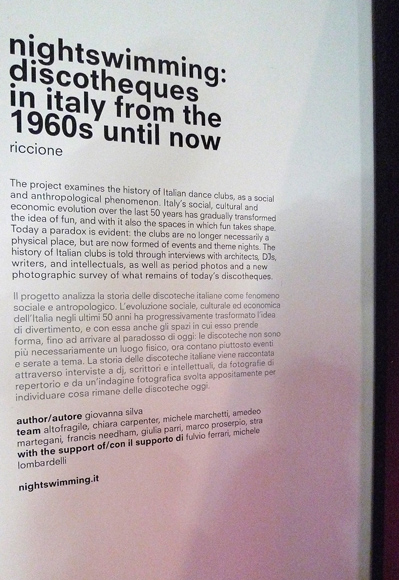 nightswimming:
discotheques
in italy from the
1960s until now
riccione
The project examines the history of Italian dance clubs, as a social
and anthropological phenomenon. Italy's social, cultural and
economic evolution over the last 50 years has gradually transformed
the idea of fun, and with it also the spaces in which fun takes shape.
Today a paradox is evident: the clubs are no longer necessarily a
physical place, but are now formed of events and theme nights. The
history of Italian clubs is told through interviews with architects, DJs,
writers, and intellectuals, as well as period photos and a new
photographic survey of what remains of today's discotheques.
Il progetto analizza la storia delle discoteche italiane come fenomeno
sociale e antropologico. L'evoluzione sociale, culturale ed economica
dell'Italia negli ultimi 50 anni ha progressivamente trasformato l'idea
di divertimento, e con essa anche gli spazi in cui esso prende
forma, fino ad arrivare al paradosso di oggi: le discoteche non sono
più necessariamente un luogo fisico, ora contano piuttosto eventi
e serate a tema. La storia delle discoteche italiane viene raccontata
attraverso interviste a dj, scrittori e intellettuali, da fotografie di
repertorio e da un'indagine fotografica svolta appositamente per
individuare cosa rimane delle discoteche oggi.
author/autore giovanna silva
team altofragile, chiara carpenter, michele marchetti, amedeo
martegani, francis needham, giulia parri, marco proserpio, stra
with the support of/con il supporto di fulvio ferrari, michele
lombardelli
nightswimming.it